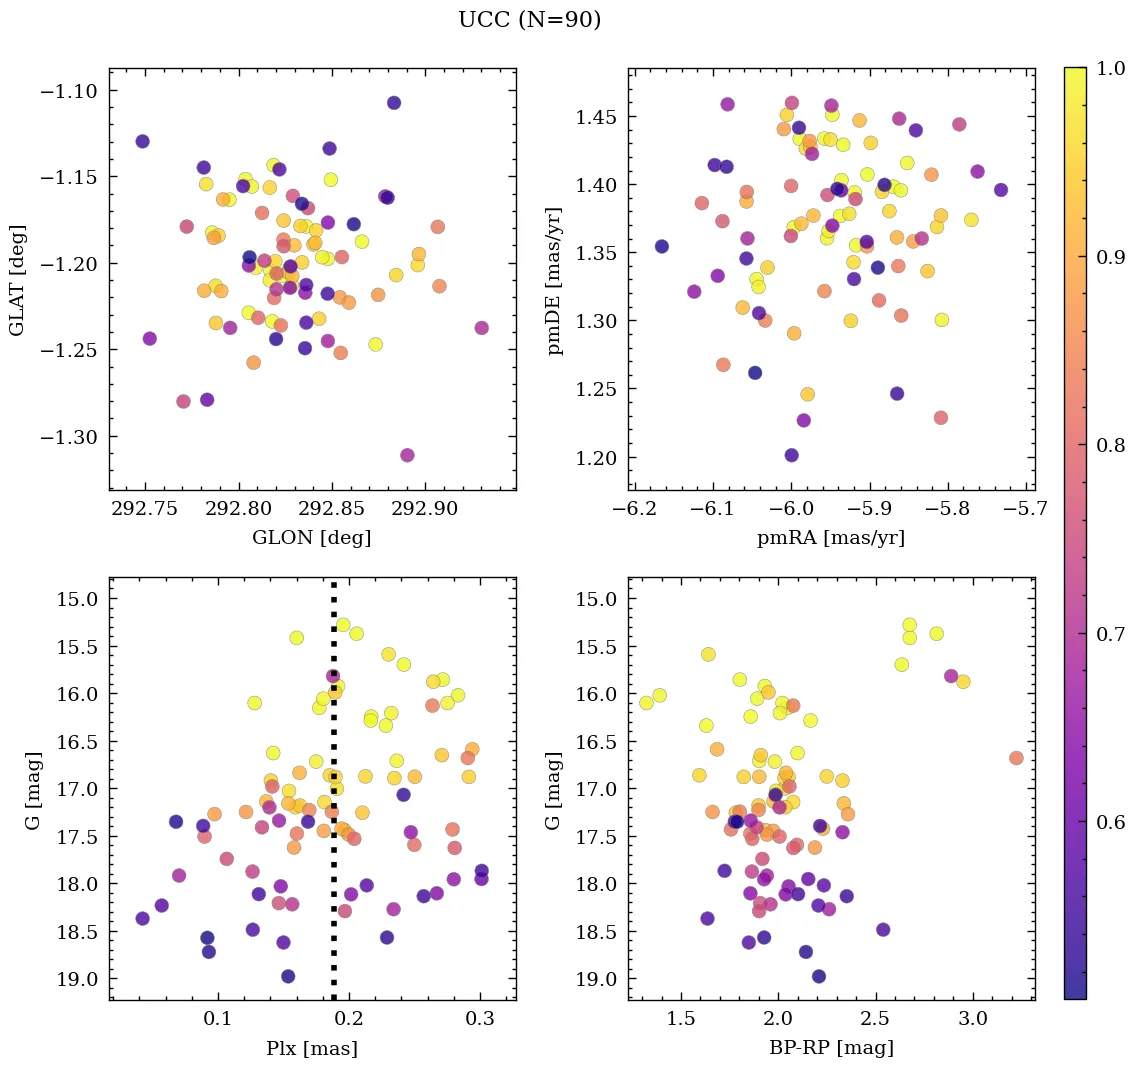 UCC (N=90)
−1.10
−1.15
−1.20
−1.25
−1.30
GLAT [deg]
292.75 292.80 292.85 292.90
GLON [deg]
1.45
1.40
1.35
1.30
1.25
1.20
pmDE [mas/yr]
−6.2 −6.1 −6.0 −5.9 −5.8 −5.7
pmRA [mas/yr]
1.0
0.9
0.8
0.7
0.6
15.0
15.5
16.0
16.5
17.0
17.5
18.0
18.5
19.0
G [mag]
0.1 0.2 0.3
Plx [mas]
15.0
15.5
16.0
16.5
17.0
17.5
18.0
18.5
19.0
G [mag]
1.5 2.0 2.5 3.0
BP-RP [mag]